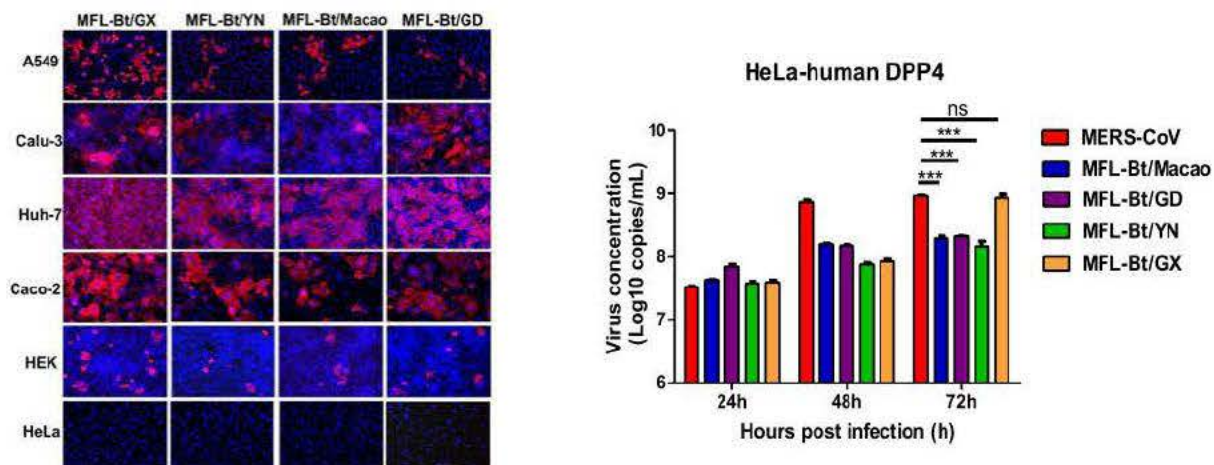 MFL-Bt/GX MFL-Bt/YN MFL-Bt/Macao MFL-Bt/GD
A549
Calu-3
Huh-7
Caco-2
HEK
HeLa
HeLa-human DPP4
Virus concentration
(Log10 copies/mL)
10
9
8
7
6
ns
***
***
***
24h 48h 72h
Hours post infection (h)
MERS-CoV
MFL-Bt/Macao
MFL-Bt/GD
MFL-Bt/YN
MFL-Bt/GX